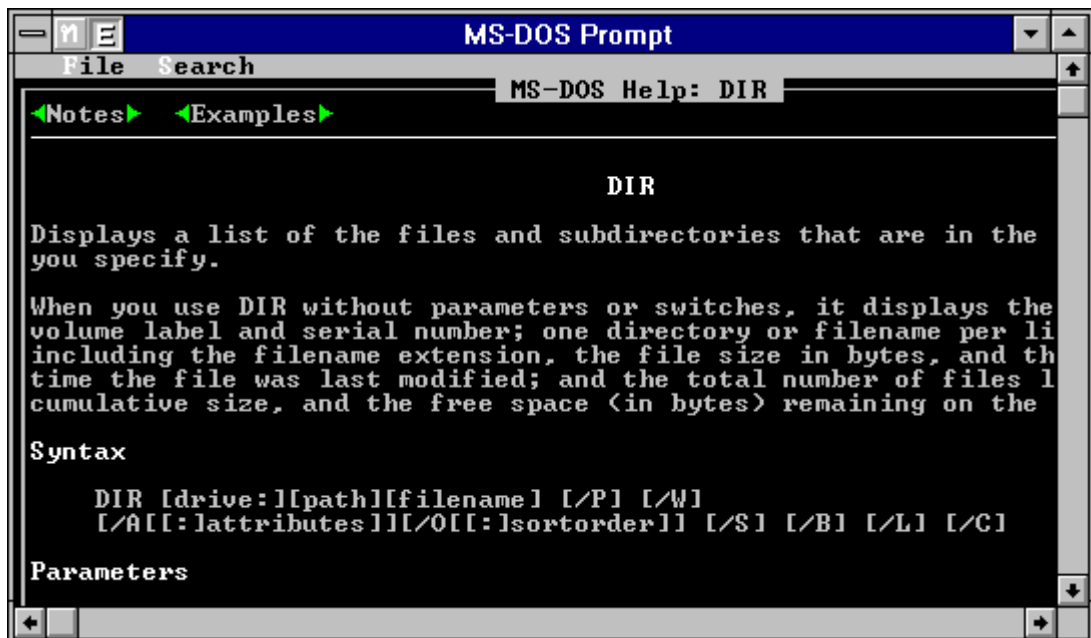 ท E MS-DOS Prompt
File Search
MS-DOS Help: DIR
◄Notes► ◄Examples►
DIR
Displays a list of the files and subdirectories that are in the
you specify.
When you use DIR without parameters or switches, it displays the
volume label and serial number; one directory or filename per li
including the filename extension, the file size in bytes, and th
time the file was last modified; and the total number of files l
cumulative size, and the free space (in bytes) remaining on the
Syntax
DIR [drive:][path][filename] [/P] [/W]
[/A[[:]attributes]][/O[[:]sortorder]] [/S] [/B] [/L] [/C]
Parameters